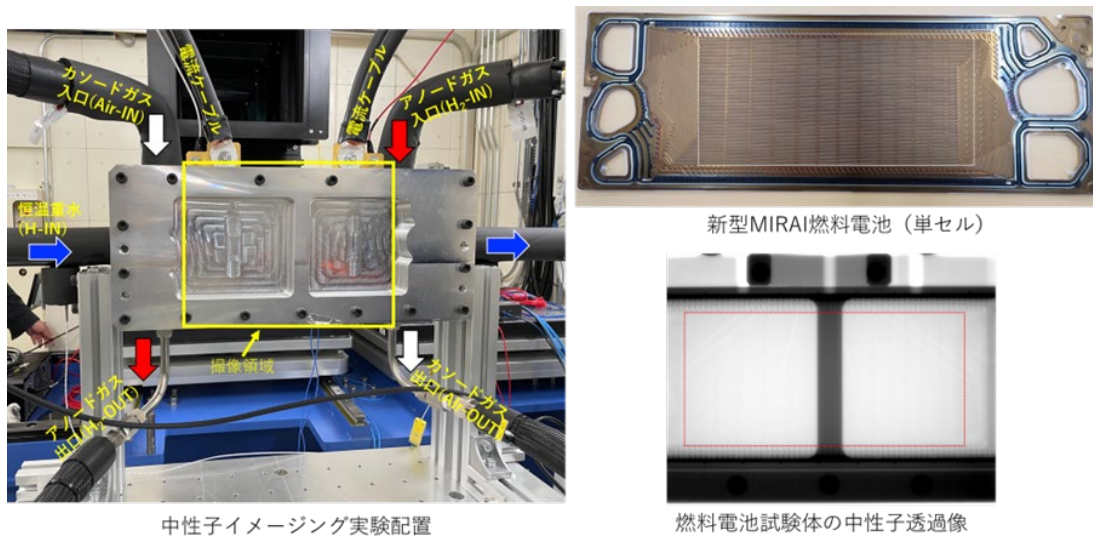 カソードガス
入口(Air-IN)
電流ケーブル
電流ケーブル
アノードガス
入口(H₂-IN)
恒温重水
(H-IN)
撮像領域
アノードガス
出口(H₂-OUT)
カソードガス
出口(Air-OUT)
中性子イメージング実験配置
新型MIRAI燃料電池（単セル）
燃料電池試験体の中性子透過像